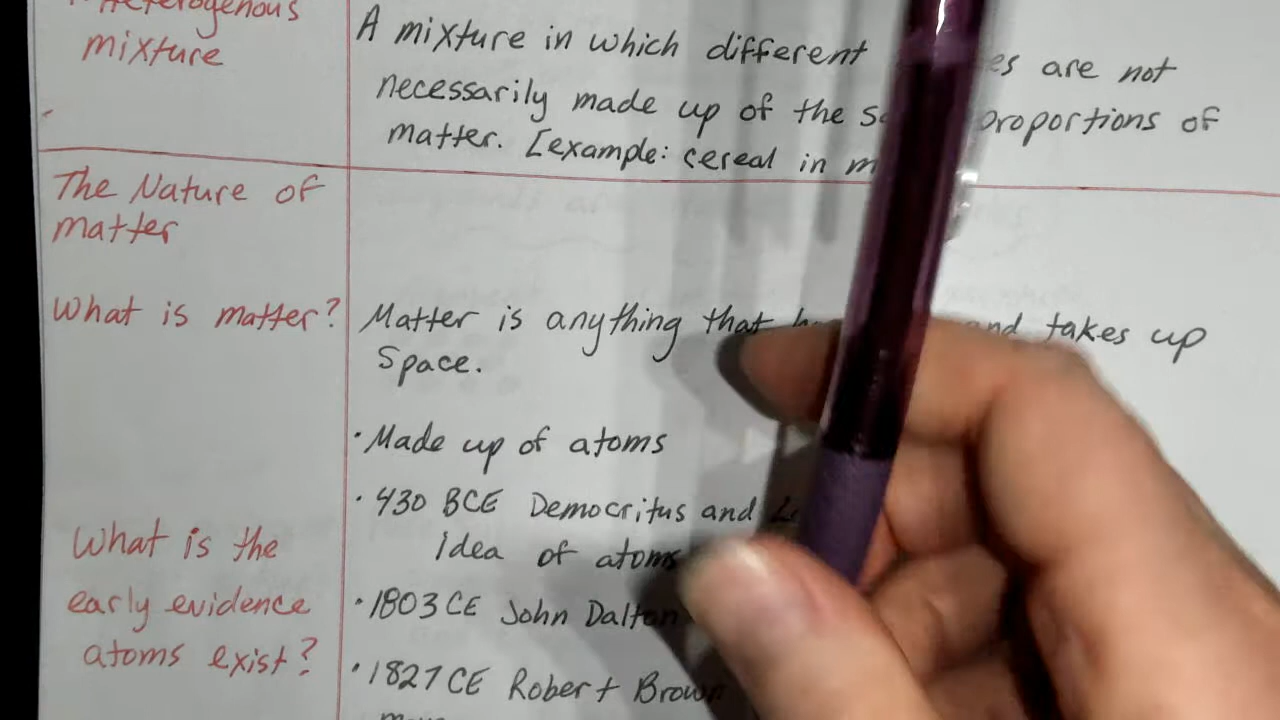 Heterogenous
mixture
A mixture in which different are not
necessarily made up of the proportions of
matter. [example: cereal in
The Nature of
matter
What is matter?
Matter is anything that and takes up
Space.
· Made up of atoms
· 430 BCE Democritus and
idea of atoms
What is the
early evidence
atoms exist?
· 1803 CE John Dalton
· 1827 CE Robert Brown